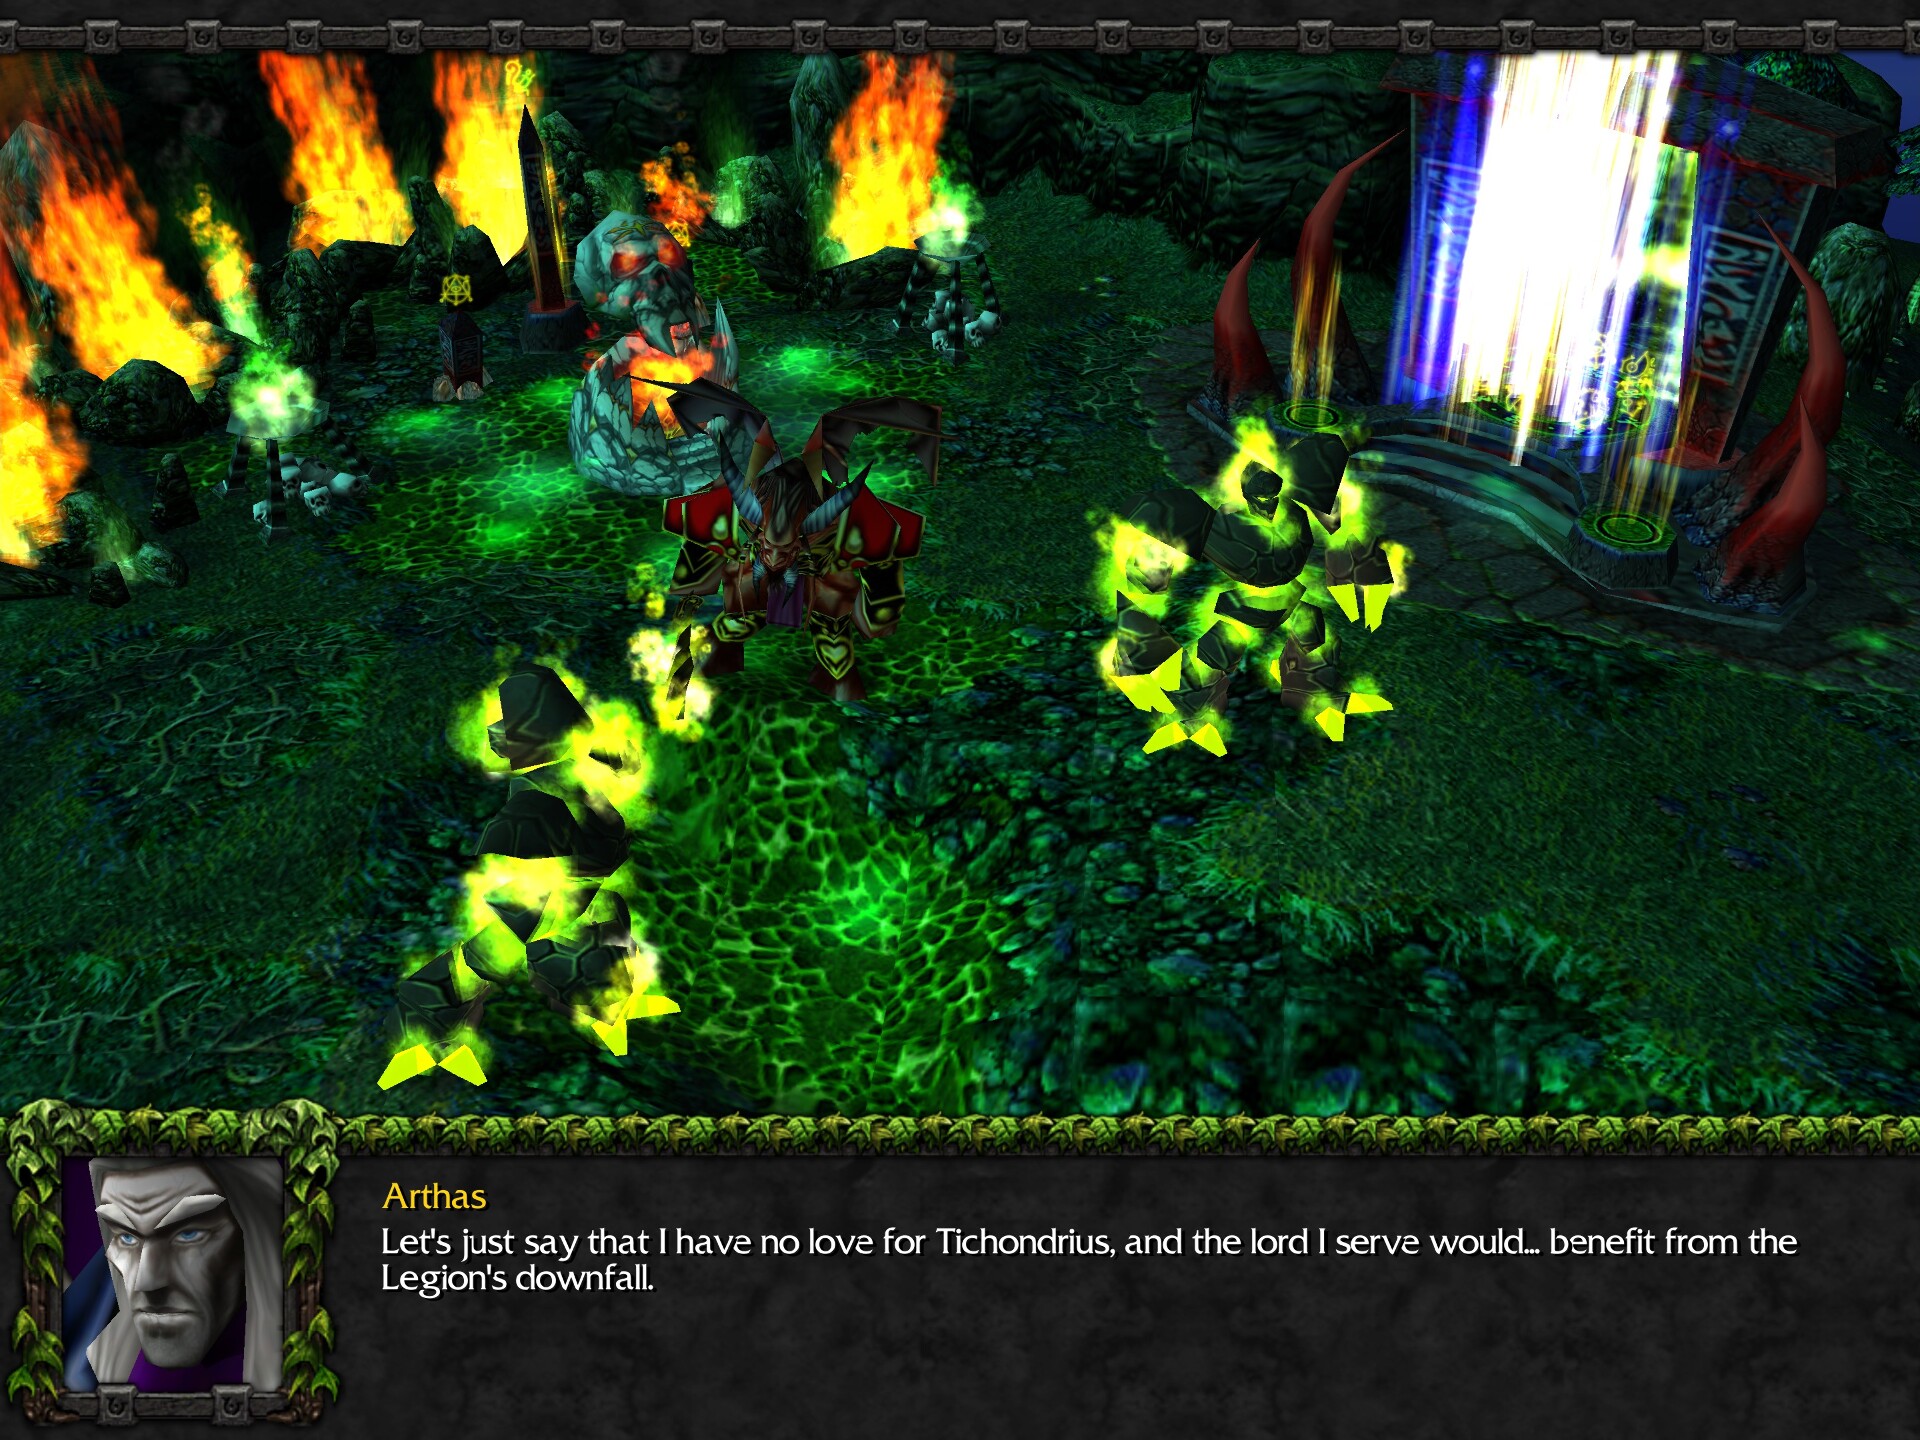 Arthas
Let's just say that I have no love for Tichondrius, and the lord I serve would... benefit from the
Legion's downfall.